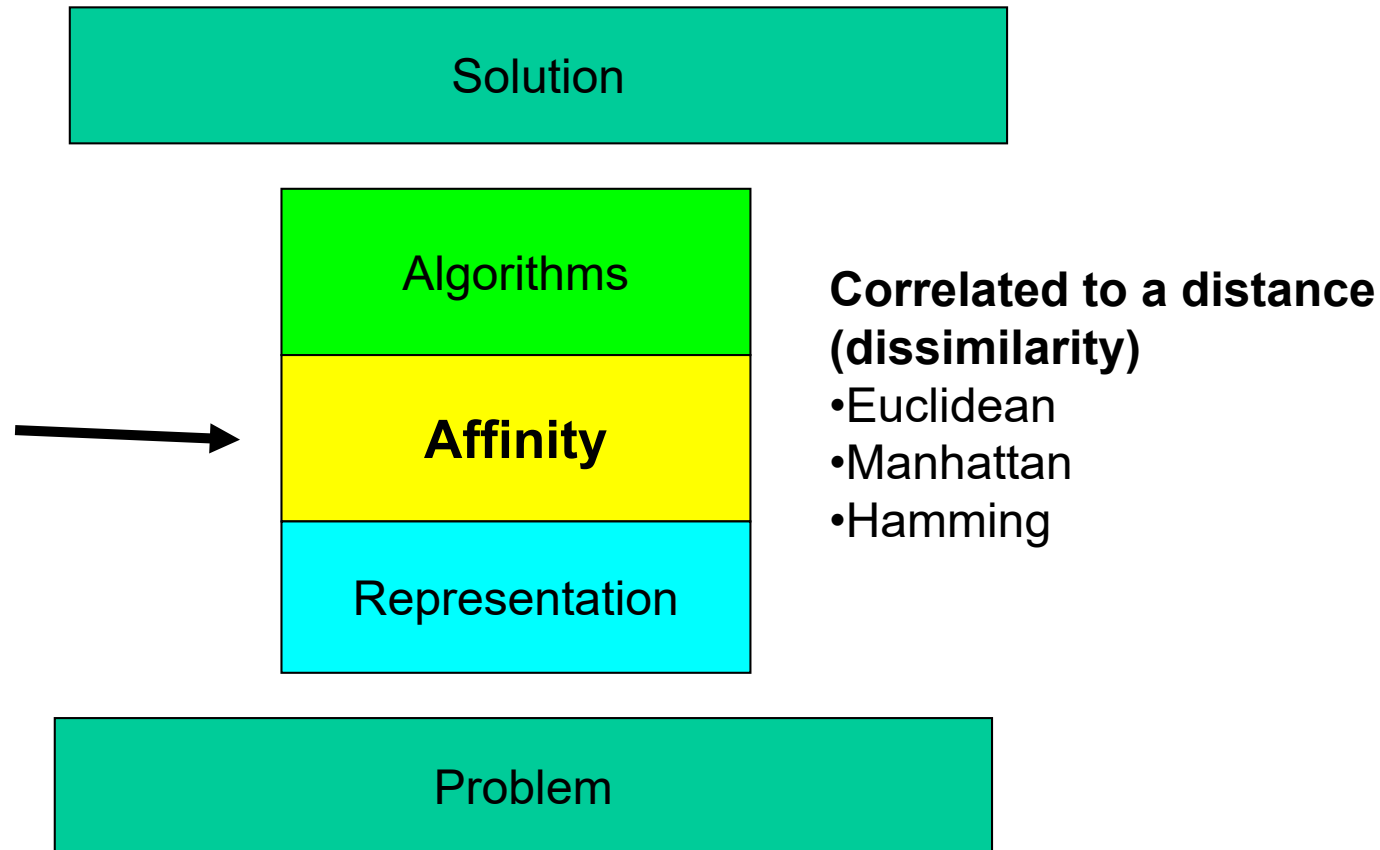 Solution
Algorithms
Correlated to a distance
(dissimilarity)
•Euclidean
Affinity
•Manhattan
•Hamming
Representation
Problem